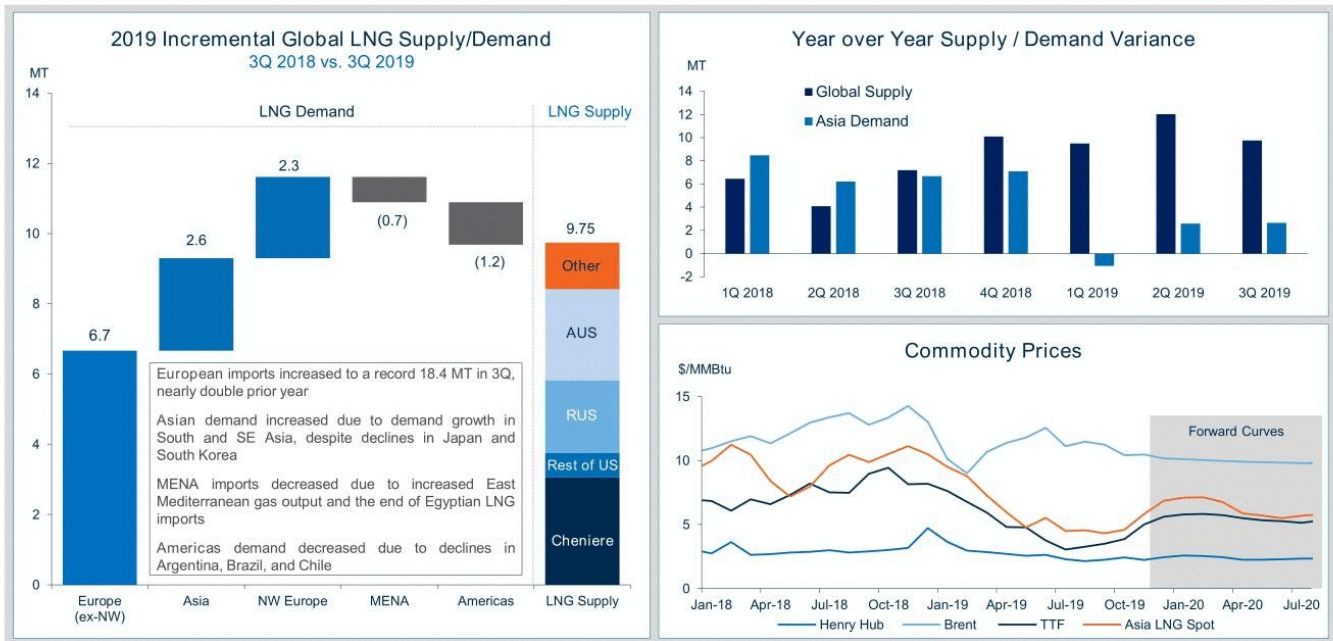 2019 Incremental Global LNG Supply/Demand
3Q 2018 vs. 3Q 2019
MT
14
12
10
8
6
4
2
0
LNG Demand
LNG Supply
6.7
2.6
2.3
(0.7)
(1.2)
9.75
Other
AUS
RUS
Rest of US
Cheniere
European imports increased to a record 18.4 MT in 3Q,
nearly double prior year
Asian demand increased due to demand growth in
South and SE Asia, despite declines in Japan and
South Korea
MENA imports decreased due to increased East
Mediterranean gas output and the end of Egyptian LNG
imports
Americas demand decreased due to declines in
Argentina, Brazil, and Chile
Europe
(ex-NW)
Asia
NW Europe
MENA
Americas
LNG Supply
Year over Year Supply / Demand Variance
MT
14
12
10
8
6
4
2
0
-2
Global Supply
Asia Demand
1Q 2018
2Q 2018
3Q 2018
4Q 2018
1Q 2019
2Q 2019
3Q 2019
Commodity Prices
$/MMBtu
15
10
5
0
Forward Curves
Jan-18
Apr-18
Jul-18
Oct-18
Jan-19
Apr-19
Jul-19
Oct-19
Jan-20
Apr-20
Jul-20
Henry Hub
Brent
TTF
Asia LNG Spot